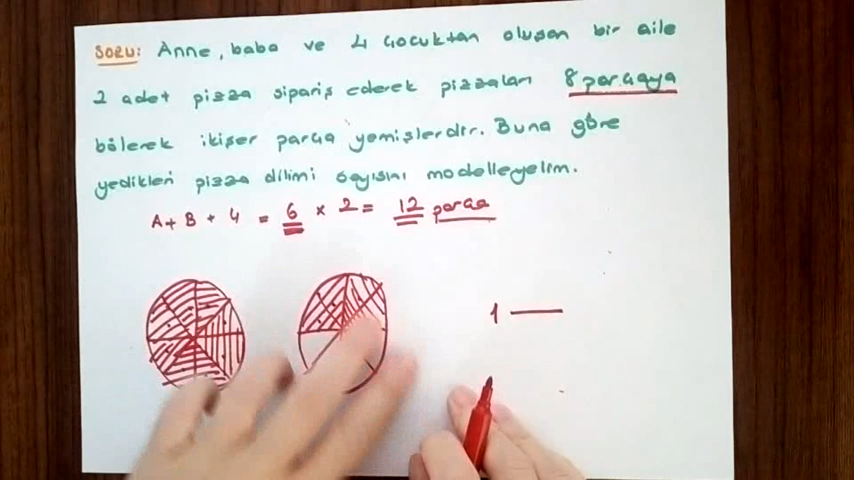 SORU: Anne, baba ve 4 çocuktan oluşan bir aile
2 adet pizza sipariş ederek pizzaları 8 parçaya
bölerek ikişer parça yemişlerdir. Buna göre
yedikleri pizza dilimi sayısını modelleyelim.
A + B + 4 = 6 x 2 = 12 parça
1